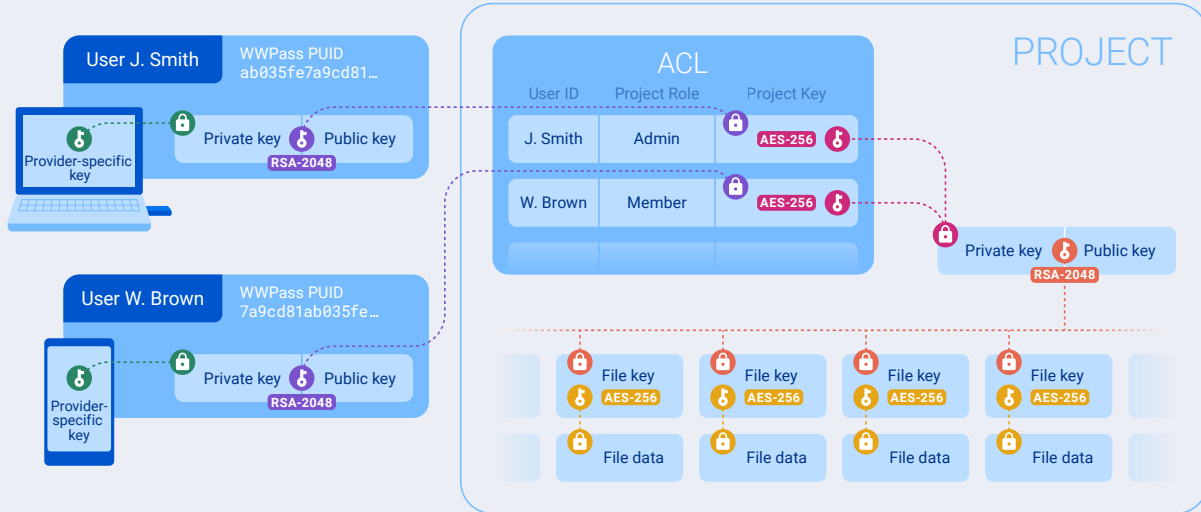 User J. Smith
WWPass PUID
ab035fe7a9cd81…
Provider-specific
key
Private key
Public key
RSA-2048
User W. Brown
WWPass PUID
7a9cd81ab035fe…
Provider-
specific
key
Private key
Public key
RSA-2048
PROJECT
ACL
User ID Project Role Project Key
J. Smith Admin AES-256
W. Brown Member AES-256
Private key
Public key
RSA-2048
File key File key File key File key
AES-256 AES-256 AES-256 AES-256
File data File data File data File data